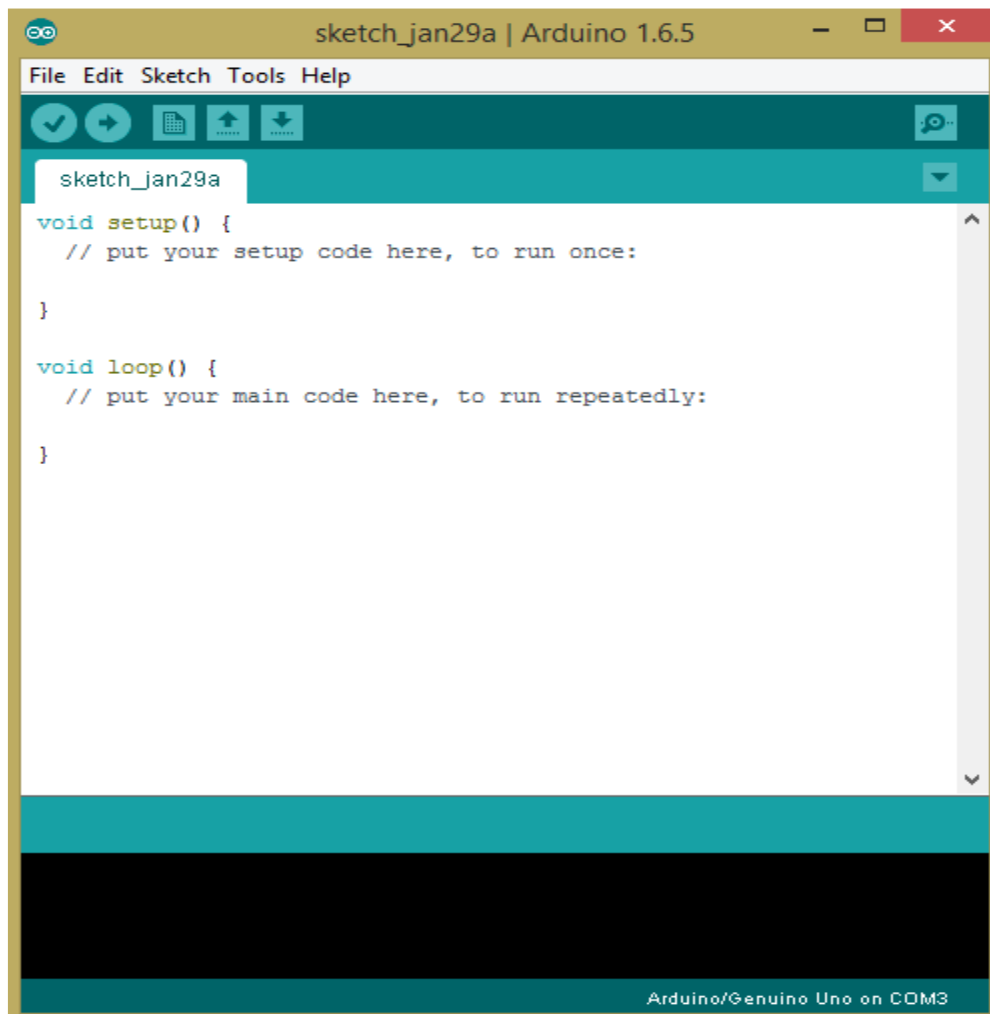 sketch_jan29a | Arduino 1.6.5
File Edit Sketch Tools Help
sketch_jan29a
void setup() {
  // put your setup code here, to run once:
}
void loop() {
  // put your main code here, to run repeatedly:
}
Arduino/Genuino Uno on COM3